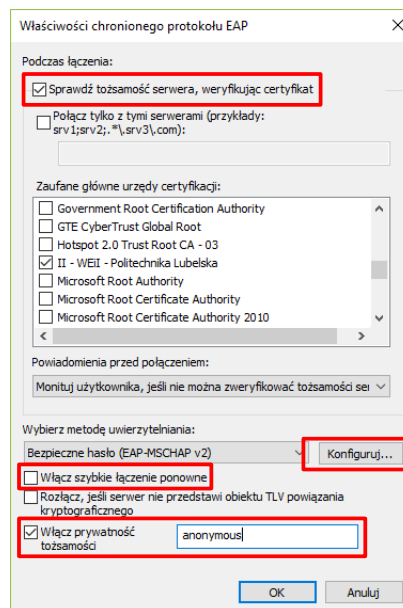 Właściwości chronionego protokołu EAP
Podczas łączenia:
Sprawdź tożsamość serwera, weryfikując certyfikat
Połącz tylko z tymi serwerami (przykłady:
srv1;srv2;.*\.srv3\.com):
Zaufane główne urzędy certyfikacji:
Government Root Certification Authority
GTE CyberTrust Global Root
Hotspot 2.0 Trust Root CA - 03
II - WEiI - Politechnika Lubelska
Microsoft Root Authority
Microsoft Root Certificate Authority
Microsoft Root Certificate Authority 2010
Powiadomienia przed połączeniem:
Monituj użytkownika, jeśli nie można zweryfikować tożsamości ser
Wybierz metodę uwierzytelniania:
Bezpieczne hasło (EAP-MSCHAP v2) Konfiguruj...
Włącz szybkie łączenie ponowne
Rozłącz, jeśli serwer nie przedstawi obiektu TLV powiązania
kryptograficznego
Włącz prywatność anonymous
tożsamości
OK Anuluj